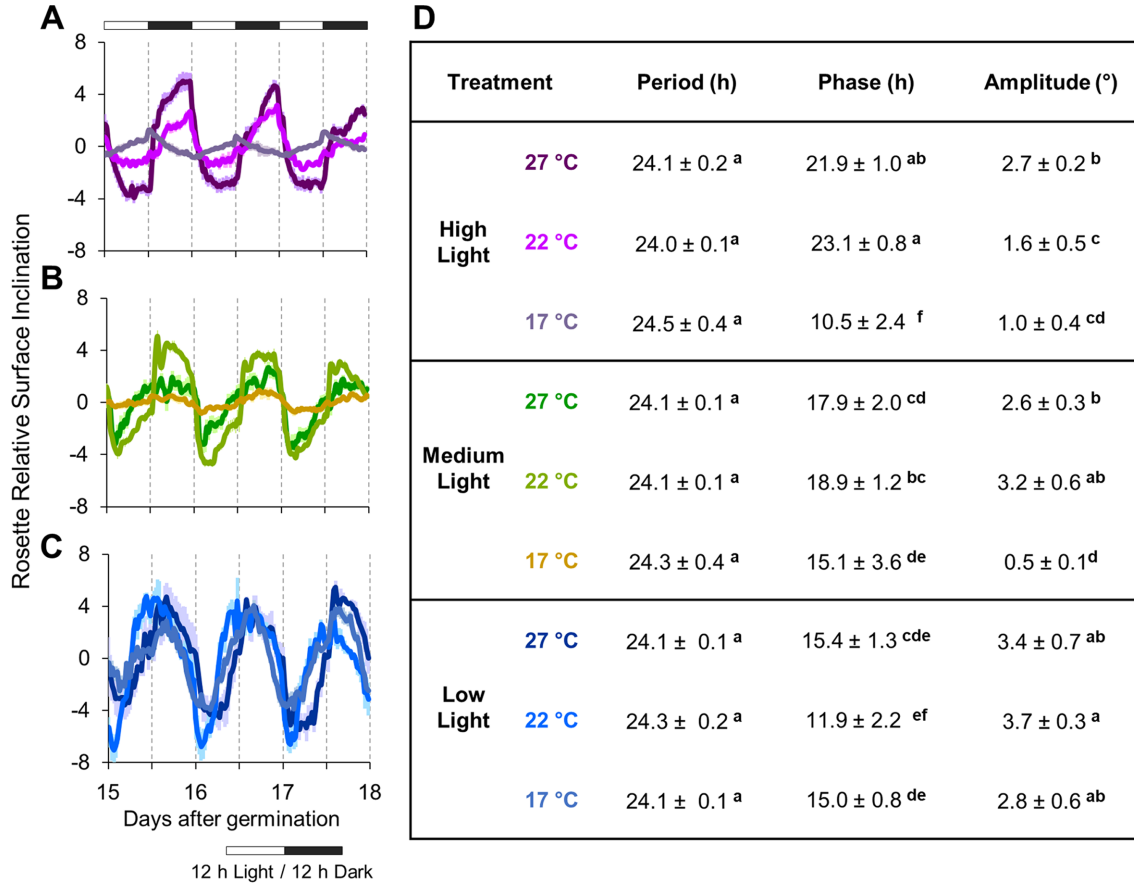 A
8
4
0
-4
-8
B
8
4
0
-4
-8
C
8
4
0
-4
-8
15 16 17 18
Days after germination
12 h Light / 12 h Dark
Rosette Relative Surface Inclination
D
Treatment Period (h) Phase (h) Amplitude (°)
High Light
27 °C 24.1 ± 0.2 a 21.9 ± 1.0 ab 2.7 ± 0.2 b
22 °C 24.0 ± 0.1 a 23.1 ± 0.8 a 1.6 ± 0.5 c
17 °C 24.5 ± 0.4 a 10.5 ± 2.4 f 1.0 ± 0.4 cd
Medium Light
27 °C 24.1 ± 0.1 a 17.9 ± 2.0 cd 2.6 ± 0.3 b
22 °C 24.1 ± 0.1 a 18.9 ± 1.2 bc 3.2 ± 0.6 ab
17 °C 24.3 ± 0.4 a 15.1 ± 3.6 de 0.5 ± 0.1 d
Low Light
27 °C 24.1 ± 0.1 a 15.4 ± 1.3 cde 3.4 ± 0.7 ab
22 °C 24.3 ± 0.2 a 11.9 ± 2.2 ef 3.7 ± 0.3 a
17 °C 24.1 ± 0.1 a 15.0 ± 0.8 de 2.8 ± 0.6 ab